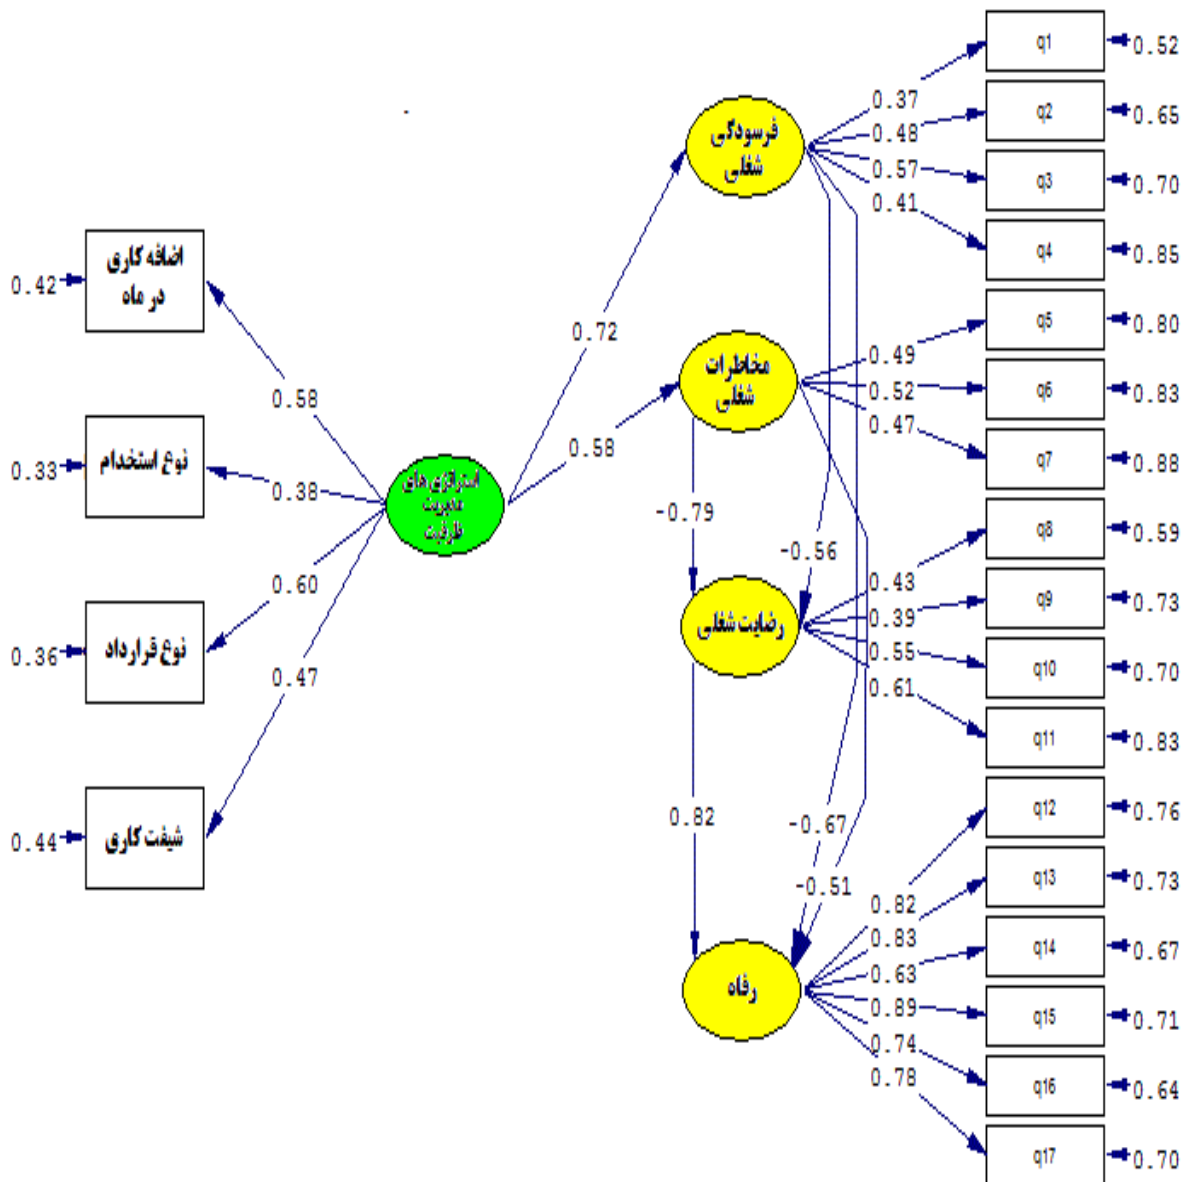 0.42
اضافه کاری
در ماه
0.33
نوع استخدام
0.36
نوع قرارداد
0.44
شیفت کاری
0.58
0.38
0.60
0.47
استراتژی های
مدیریت
ظرفیت
0.72
0.58
فرسودگی
شغلی
مخاطرات
شغلی
-0.79
-0.56
رضایت شغلی
0.82
-0.67
-0.51
رفاه
0.37
0.48
0.57
0.41
0.49
0.52
0.47
0.43
0.39
0.55
0.61
0.82
0.83
0.63
0.89
0.74
0.78
q1 0.52
q2 0.65
q3 0.70
q4 0.85
q5 0.80
q6 0.83
q7 0.88
q8 0.59
q9 0.73
q10 0.70
q11 0.83
q12 0.76
q13 0.73
q14 0.67
q15 0.71
q16 0.64
q17 0.70